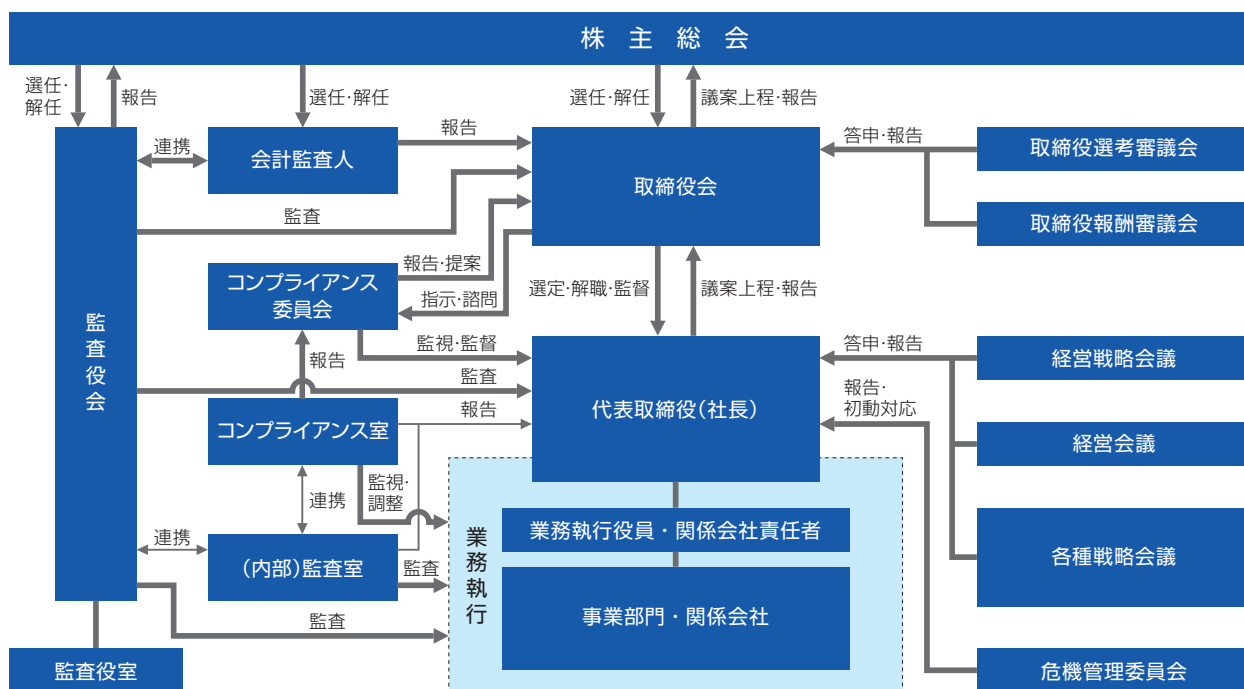 株主総会
選任・
解任
報告
選任・解任
選任・解任
議案上程・報告
連携
会計監査人
報告
取締役会
答申・報告
取締役選考審議会
取締役報酬審議会
監査
報告・提案
コンプライアンス
委員会
指示・諮問
選定・解職・監督
議案上程・報告
監査役会
監視・監督
報告
監査
代表取締役(社長)
答申・報告
経営戦略会議
報告・
初動対応
コンプライアンス室
報告
経営会議
監視・
調整
連携
業務執行
業務執行役員・関係会社責任者
連携
(内部)監査室
監査
各種戦略会議
監査
事業部門・関係会社
監査役室
危機管理委員会